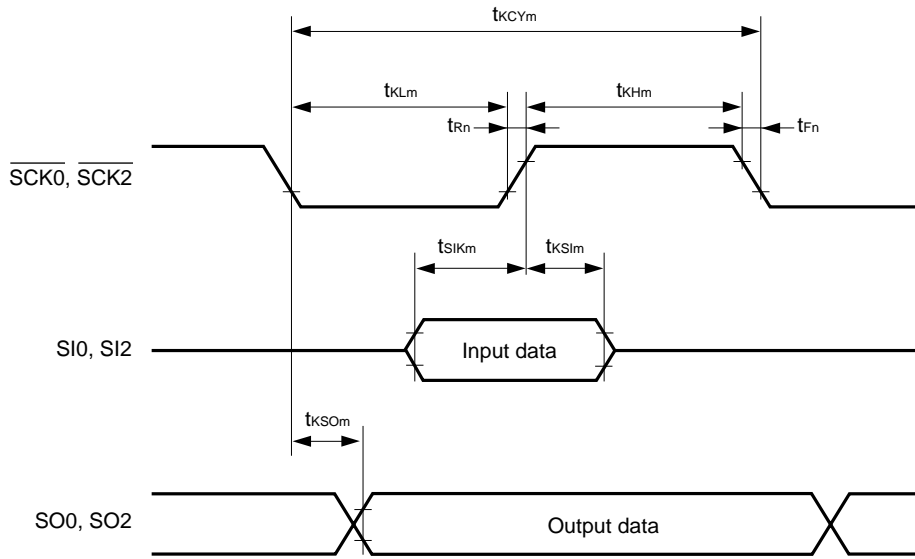 tKCYm
tKLm
tKHm
tRn
tFn
SCK0, SCK2
tSIKm
tKSIm
SI0, SI2
Input data
tKSOm
SO0, SO2
Output data